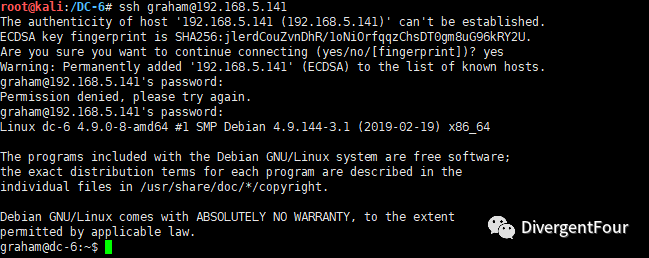 root@kali:/DC-6# ssh graham@192.168.5.141
The authenticity of host '192.168.5.141 (192.168.5.141)' can't be established.
ECDSA key fingerprint is SHA256:jlerdCouZvnDhR/1oNiOrfqqzChsDT0gm8uG96kRY2U.
Are you sure you want to continue connecting (yes/no/[fingerprint])? yes
Warning: Permanently added '192.168.5.141' (ECDSA) to the list of known hosts.
graham@192.168.5.141's password:
Permission denied, please try again.
graham@192.168.5.141's password:
Linux dc-6 4.9.0-8-amd64 #1 SMP Debian 4.9.144-3.1 (2019-02-19) x86_64
The programs included with the Debian GNU/Linux system are free software;
the exact distribution terms for each program are described in the
individual files in /usr/share/doc/*/copyright.
Debian GNU/Linux comes with ABSOLUTELY NO WARRANTY, to the extent
permitted by applicable law.
graham@dc-6:~$
DivergentFour